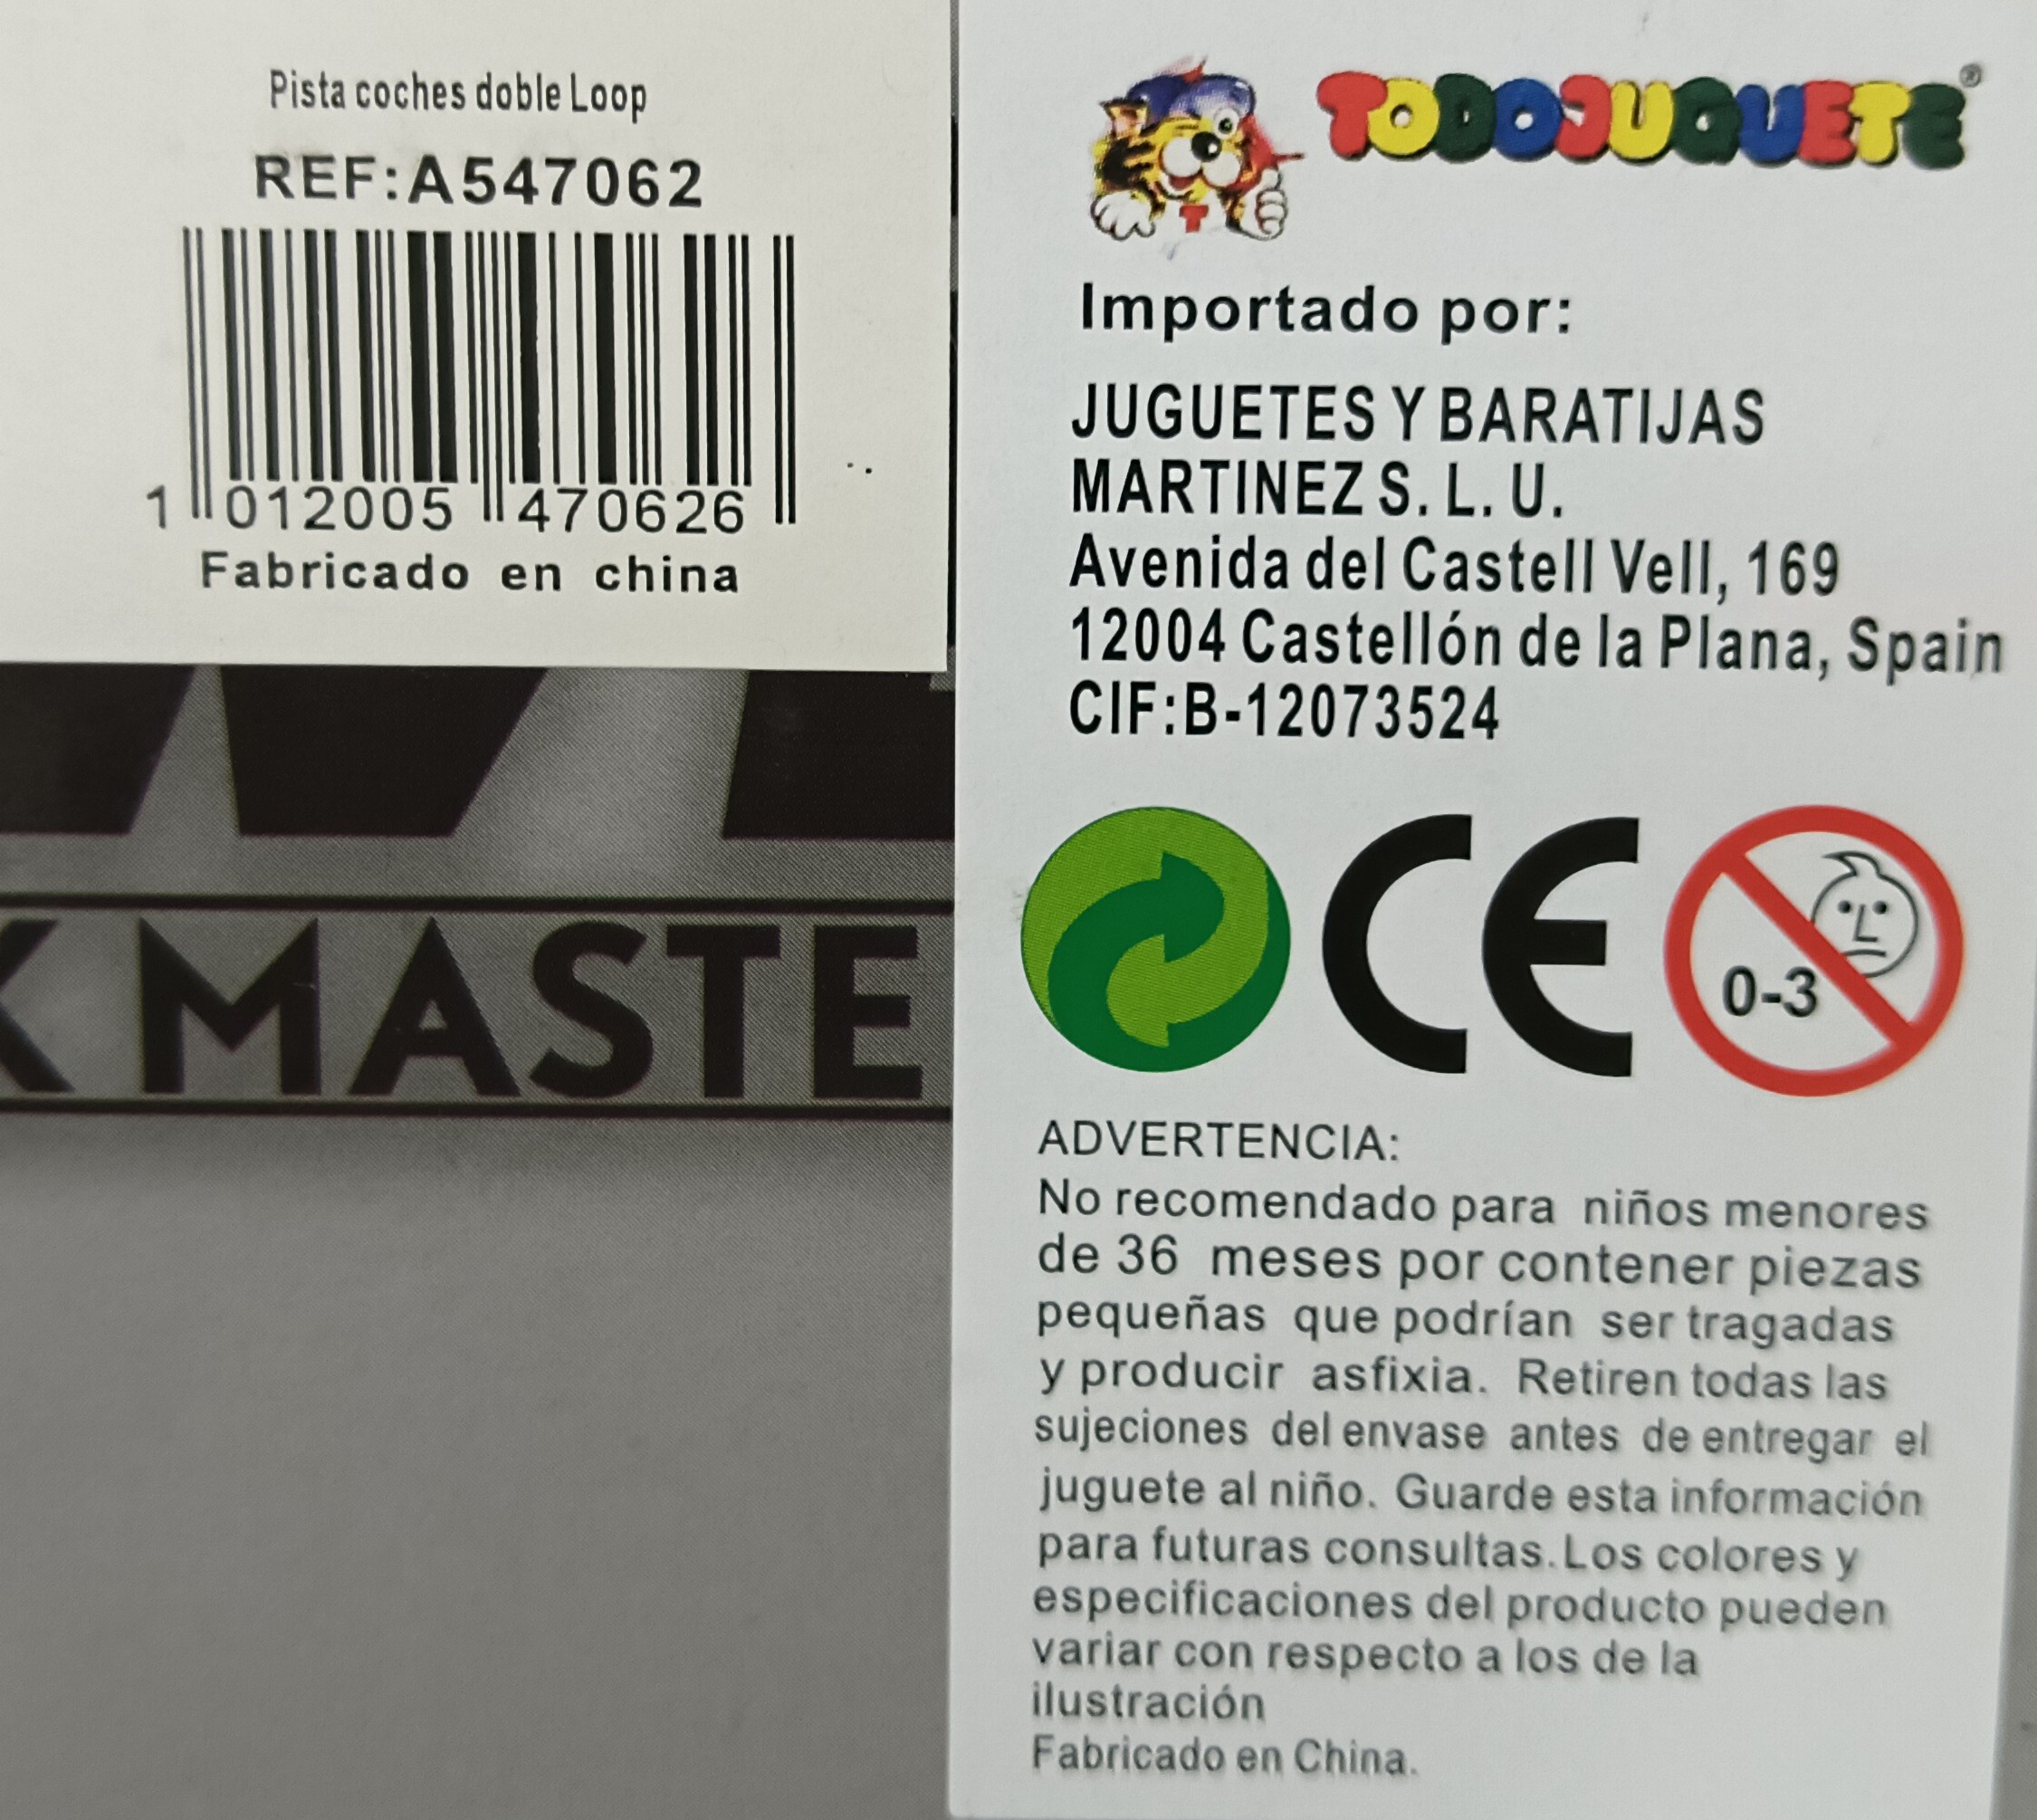 Pista coches doble Loop
REF:A547062
1 012005 470626
Fabricado en china
K MASTE
TODOJUGUETE®
T
Importado por:
JUGUETES Y BARATIJAS
MARTINEZ S. L. U.
Avenida del Castell Vell, 169
12004 Castellón de la Plana, Spain
CIF:B-12073524
CE
0-3
ADVERTENCIA:
No recomendado para niños menores
de 36 meses por contener piezas
pequeñas que podrían ser tragadas
y producir asfixia. Retiren todas las
sujeciones del envase antes de entregar el
juguete al niño. Guarde esta información
para futuras consultas. Los colores y
especificaciones del producto pueden
variar con respecto a los de la
ilustración
Fabricado en China.